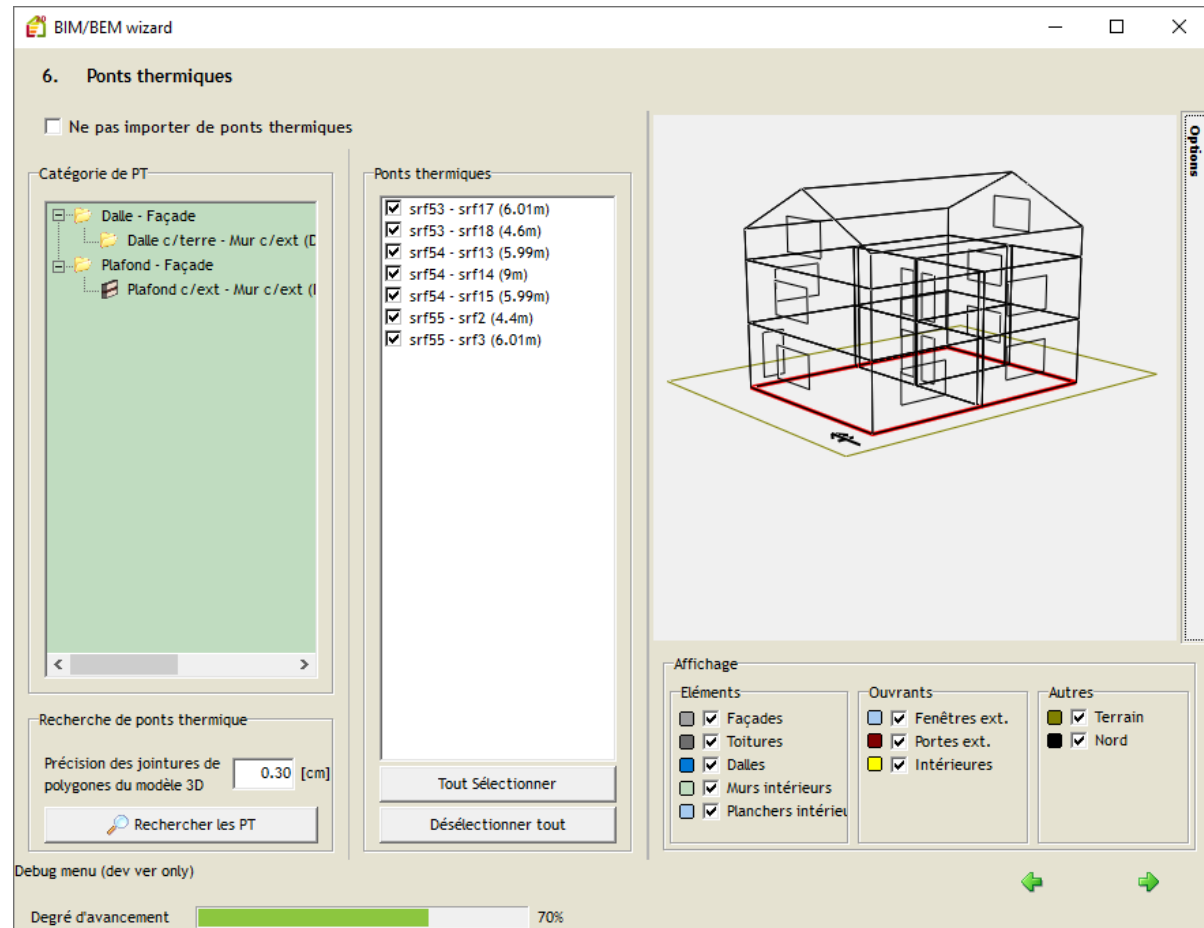 BIM/BEM wizard
6. Ponts thermiques
Ne pas importer de ponts thermiques
Catégorie de PT
Dalle - Façade
Dalle c/terre - Mur c/ext (D
Plafond - Façade
Plafond c/ext - Mur c/ext (
Recherche de ponts thermique
Précision des jointures de
polygones du modèle 3D
0.30 [cm]
Rechercher les PT
Ponts thermiques
srf53 - srf17 (6.01m)
srf53 - srf18 (4.6m)
srf54 - srf13 (5.99m)
srf54 - srf14 (9m)
srf54 - srf15 (5.99m)
srf55 - srf2 (4.4m)
srf55 - srf3 (6.01m)
Tout Sélectionner
Désélectionner tout
Options
Affichage
Eléments
Façades
Toitures
Dalles
Murs intérieurs
Planchers intérieu
Ouvrants
Fenêtres ext.
Portes ext.
Intérieures
Autres
Terrain
Nord
Debug menu (dev ver only)
Degré d'avancement
70%